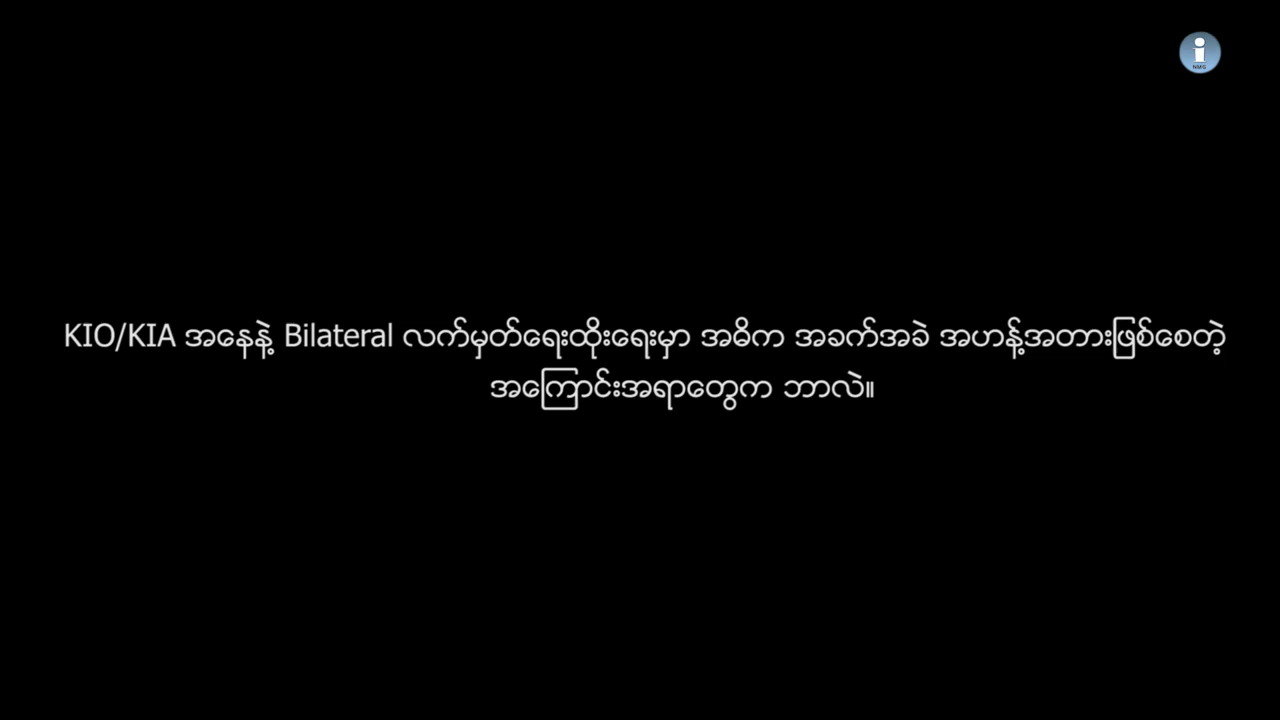 NMG
KIO/KIA အနေနဲ့ Bilateral လက်မှတ်ရေးထိုးရေးမှာ အဓိက အခက်အခဲ အဟန့်အတားဖြစ်စေတဲ့
အကြောင်းအရာတွေက ဘာလဲ။